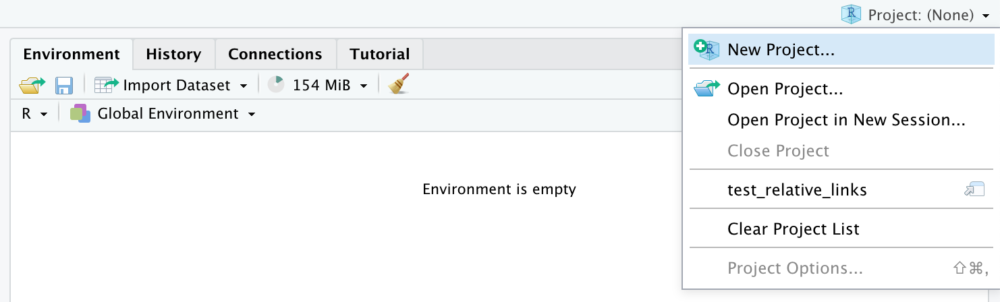 Project: (None)
Environment History Connections Tutorial
Import Dataset 154 MiB
R Global Environment
Environment is empty
R New Project...
Open Project...
Open Project in New Session...
Close Project
test_relative_links
Clear Project List
Project Options... ⇧⌘,